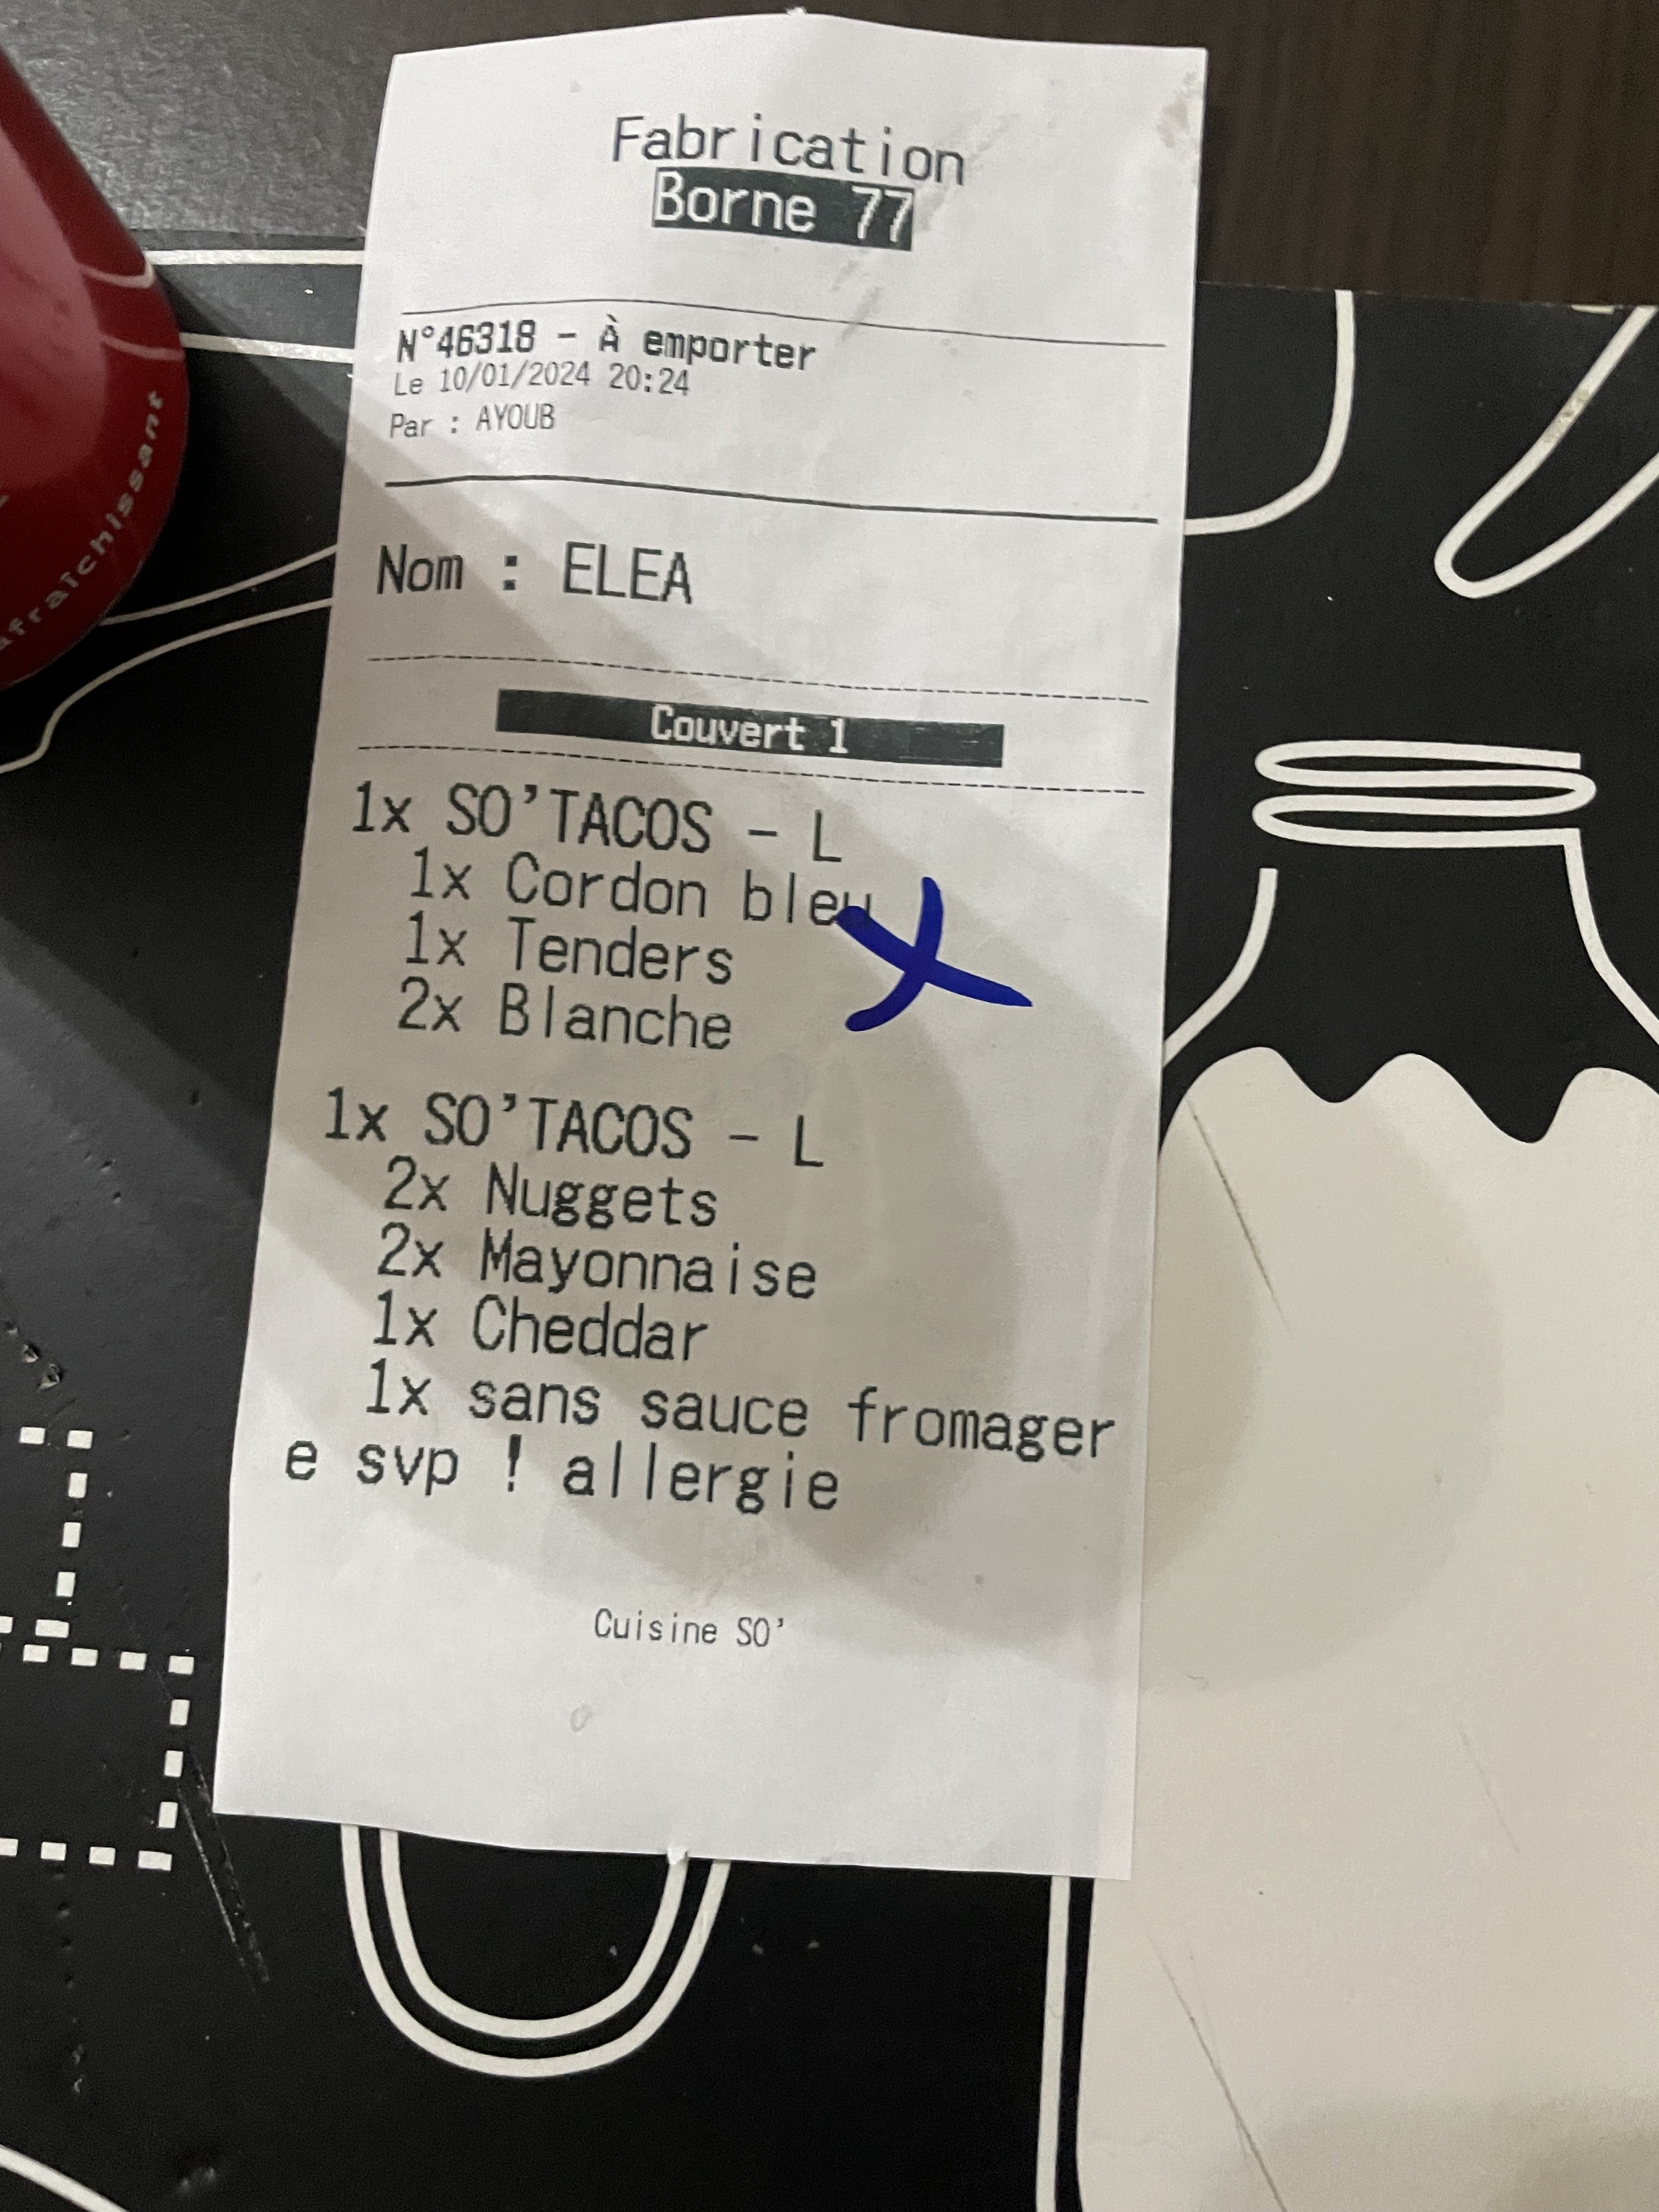 Fabrication
Borne 77
N°46318 - À emporter
Le 10/01/2024 20:24
Par : AYOUB
Nom : ELEA
Couvert 1
1x SO'TACOS - L
1x Cordon bleu
1x Tenders
2x Blanche
1x SO'TACOS - L
2x Nuggets
2x Mayonnaise
1x Cheddar
1x sans sauce fromager
e svp ! allergie
Cuisine SO'
afraîchissant